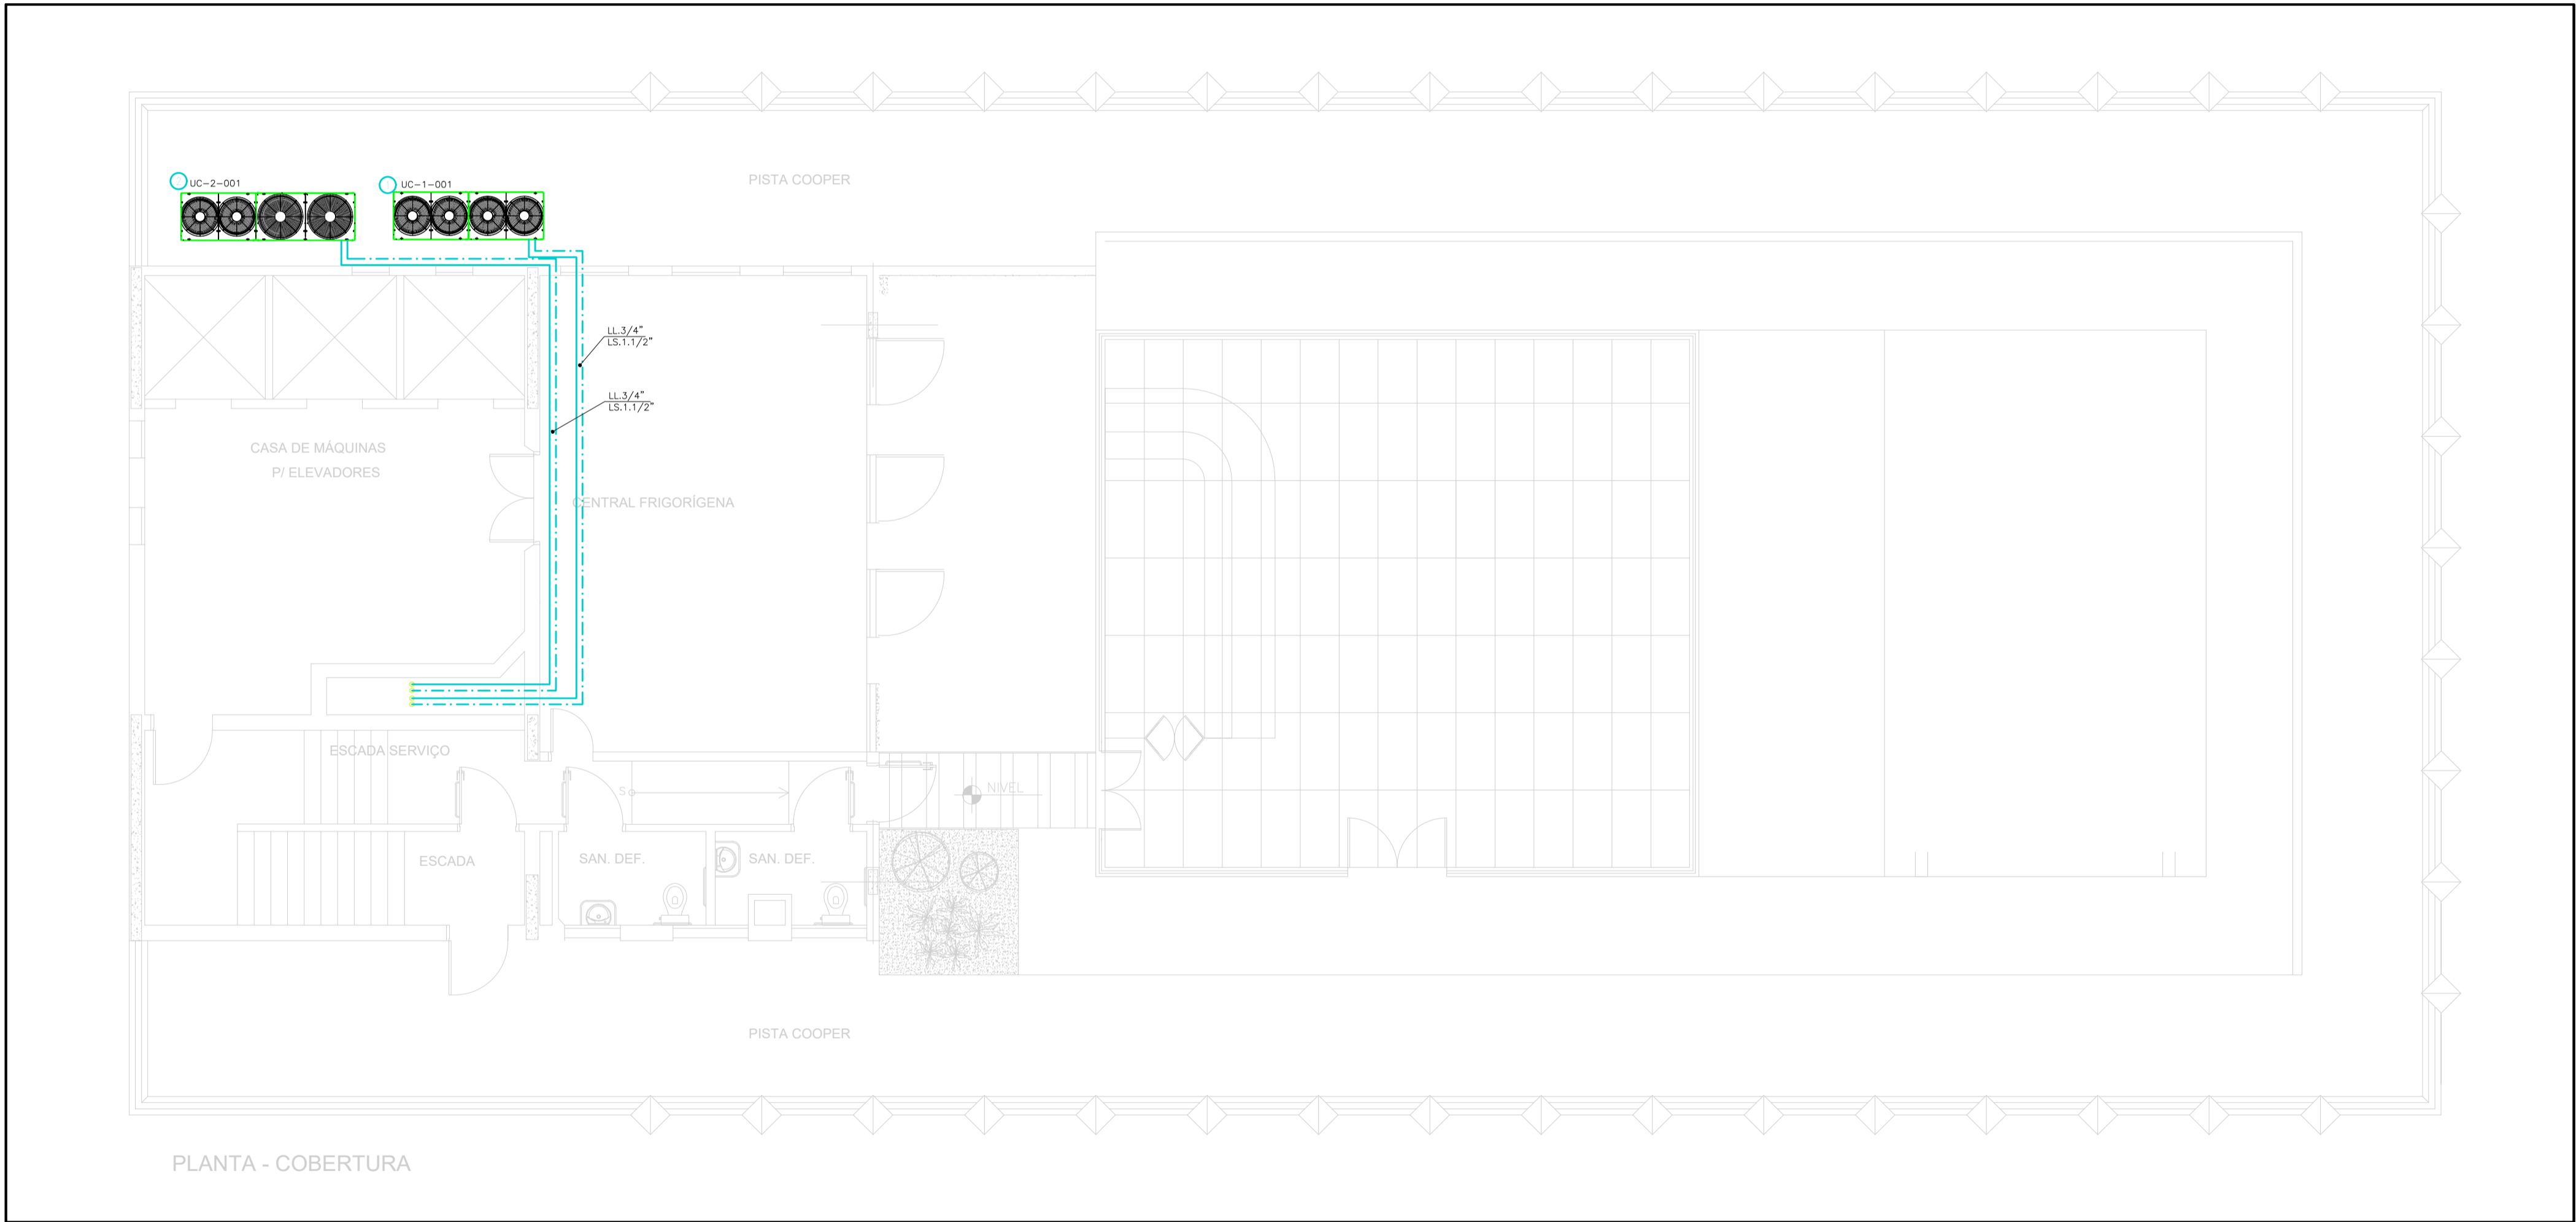 PISTA COOPER
UC-2-001
UC-1-001
LL.3/4"
LS.1.1/2"
LL.3/4"
LS.1.1/2"
CASA DE MÁQUINAS
P/ ELEVADORES
CENTRAL FRIGORÍGENA
ESCADA SERVIÇO
S
NIVEL
ESCADA
SAN. DEF.
SAN. DEF.
PISTA COOPER
PLANTA - COBERTURA